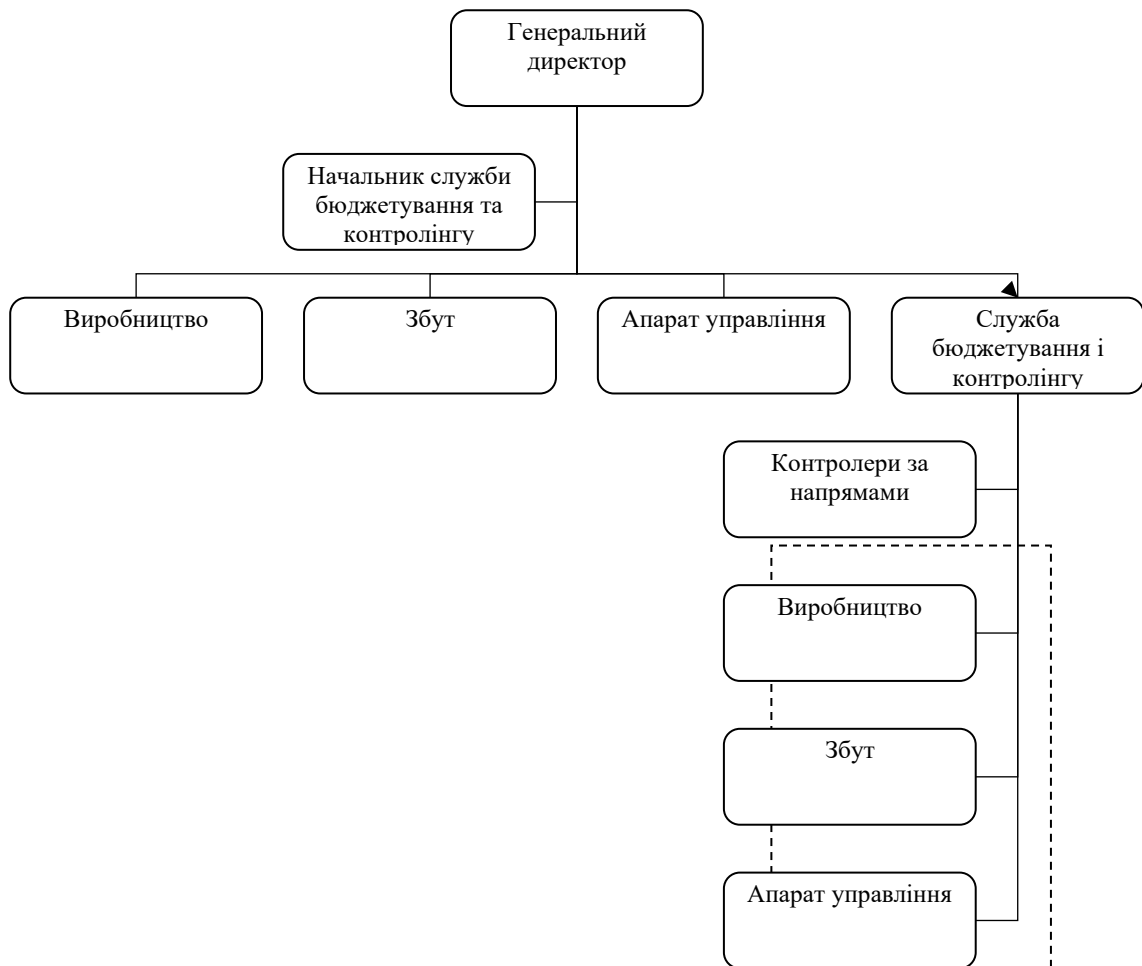 Генеральний
директор
Начальник служби
бюджетування та
контролінгу
Виробництво
Збут
Апарат управління
Служба
бюджетування і
контролінгу
Контролери за
напрямами
Виробництво
Збут
Апарат управління